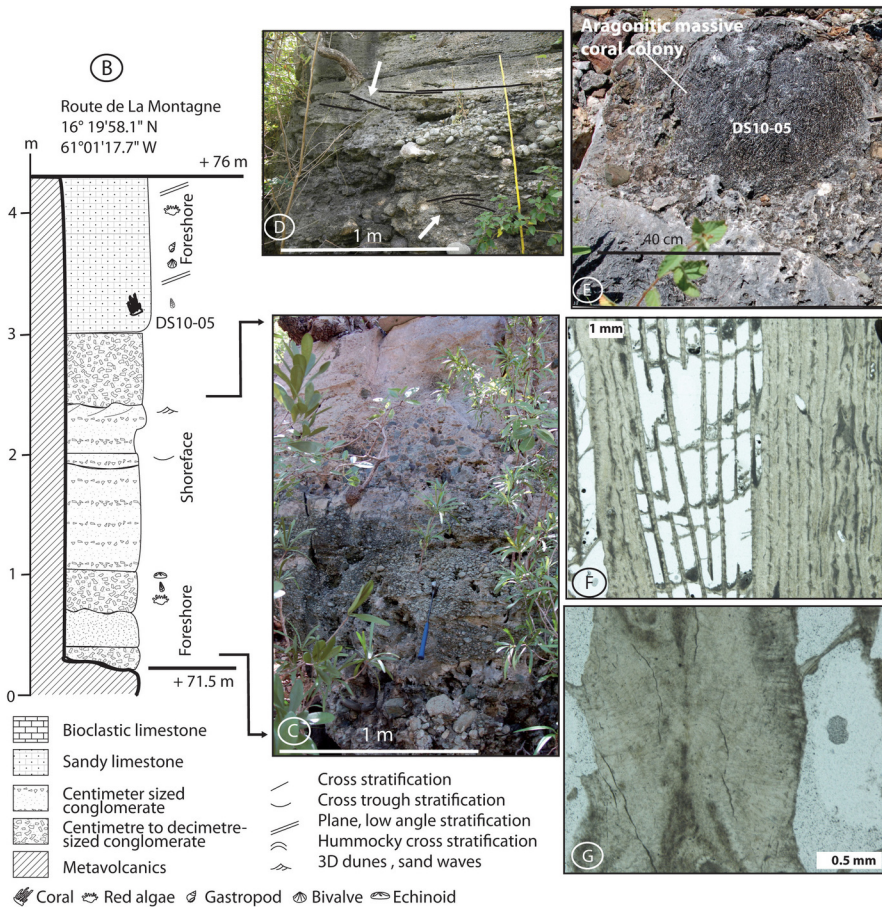 B
Route de La Montagne
16° 19'58.1" N
61°01'17.7" W
m
+ 76 m
4
3
2
1
0
Foreshore
DS10-05
Shoreface
Foreshore
+ 71.5 m
D
1 m
C
1 m
Aragonitic massive
coral colony
DS10-05
40 cm
E
1 mm
F
G
0.5 mm
Bioclastic limestone
Sandy limestone
Centimeter sized
conglomerate
Centimetre to decimetre-
sized conglomerate
Metavolcanics
Cross stratification
Cross trough stratification
Plane, low angle stratification
Hummocky cross stratification
3D dunes , sand waves
Coral Red algae Gastropod Bivalve Echinoid